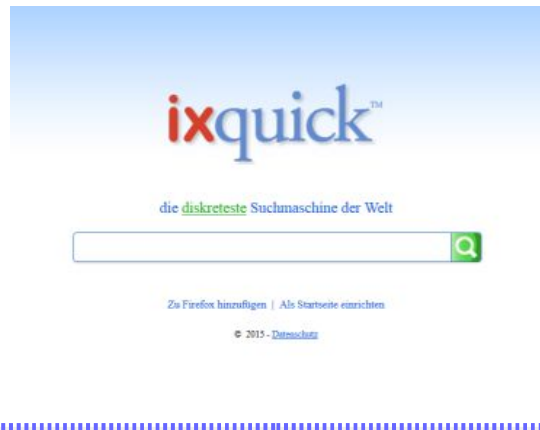 ixquick™
die diskreteste Suchmaschine der Welt
Zu Firefox hinzufügen | Als Startseite einrichten
© 2015 - Datenschutz